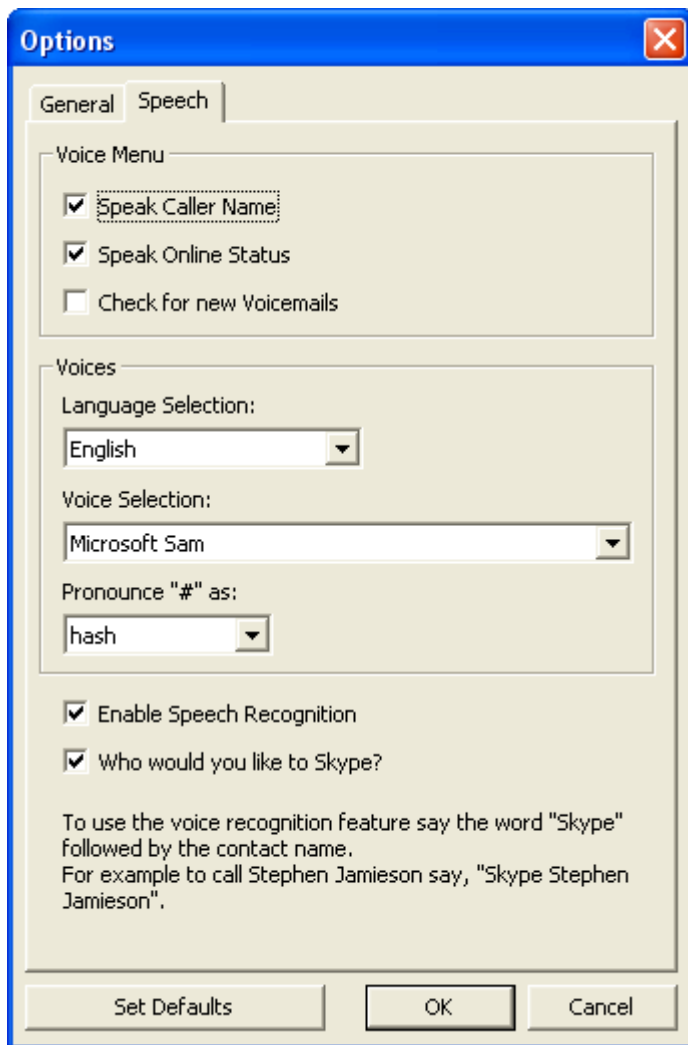 Options
General
Speech
Voice Menu
Speak Caller Name
Speak Online Status
Check for new Voicemails
Voices
Language Selection:
English
Voice Selection:
Microsoft Sam
Pronounce "#" as:
hash
Enable Speech Recognition
Who would you like to Skype?
To use the voice recognition feature say the word "Skype"
followed by the contact name.
For example to call Stephen Jamieson say, "Skype Stephen
Jamieson".
Set Defaults
OK
Cancel